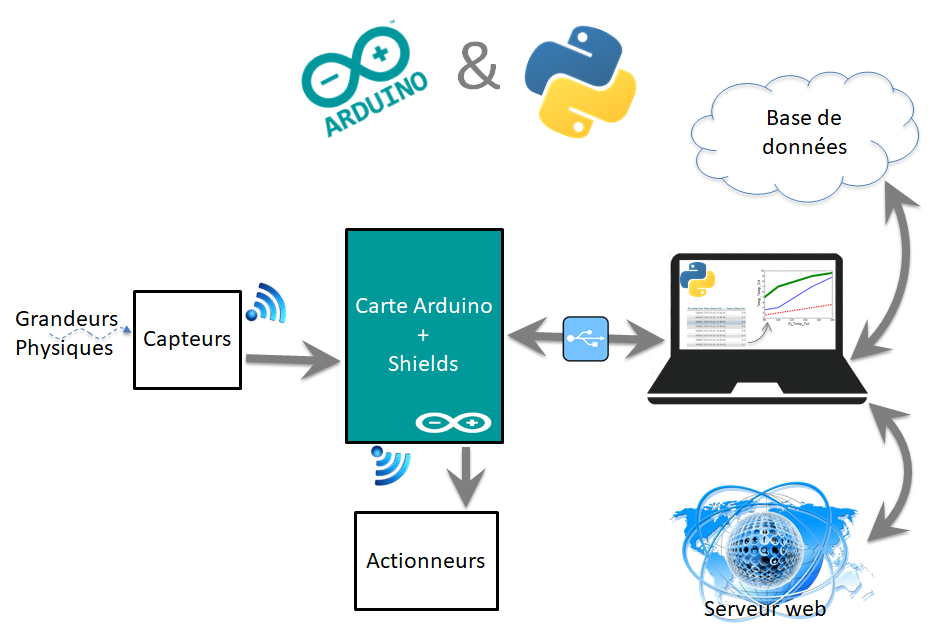 ARDUINO
&
Base de
données
Grandeurs
Physiques
Capteurs
Carte Arduino
+
Shields
Actionneurs
Serveur web